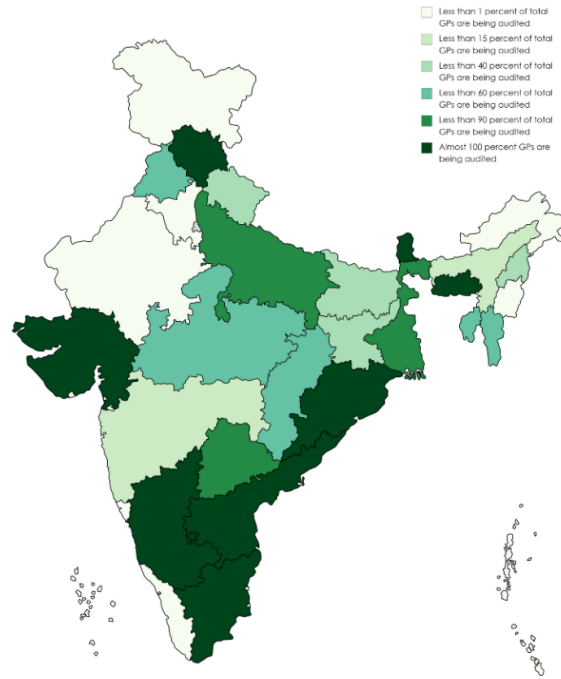 Less than 1 percent of total
GPs are being audited
Less than 15 percent of total
GPs are being audited
Less than 40 percent of total
GPs are being audited
Less than 60 percent of total
GPs are being audited
Less than 90 percent of total
GPs are being audited
Almost 100 percent GPs are
being audited